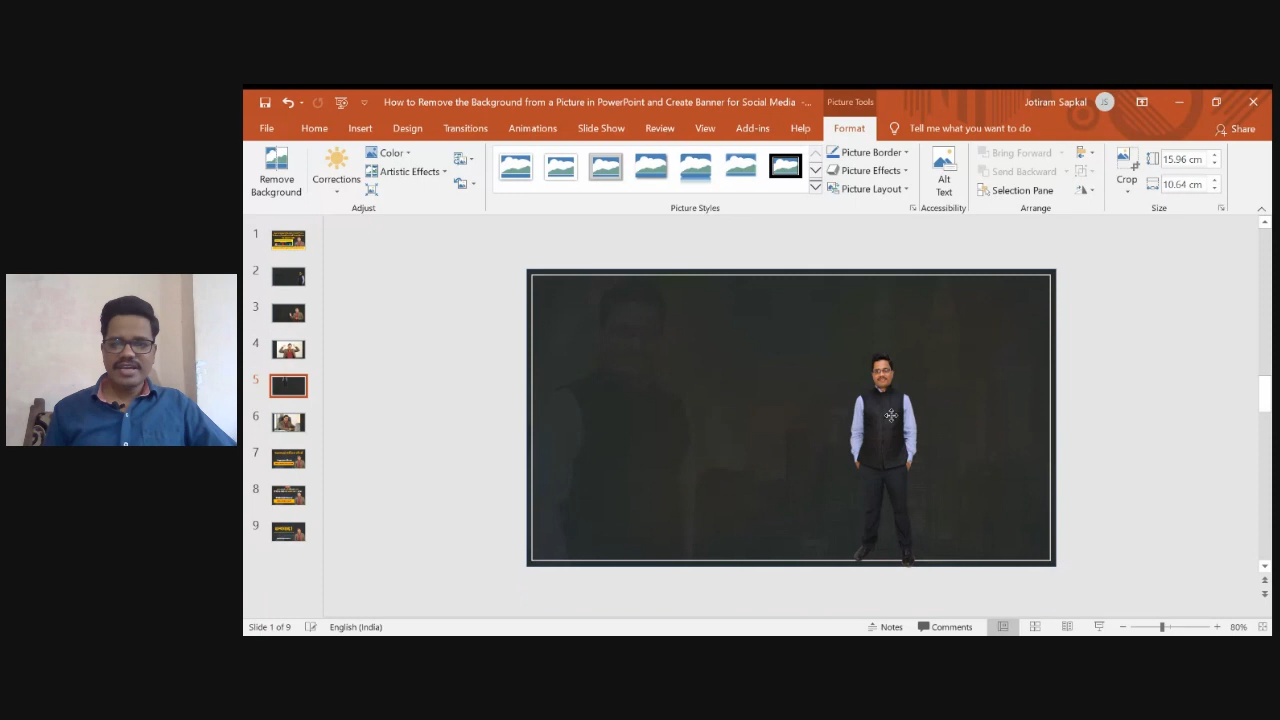 How to Remove the Background from a Picture in PowerPoint and Create Banner for Social Media -...
Picture Tools
Jotiram Sapkal
JS
File Home Insert Design Transitions Animations Slide Show Review View Add-ins Help Format Tell me what you want to do Share
Remove Background
Corrections
Color
Artistic Effects
Picture Border
Picture Effects
Picture Layout
Alt Text
Bring Forward
Send Backward
Selection Pane
Crop
15.96 cm
10.64 cm
Adjust Picture Styles Accessibility Arrange Size
1
2
3
4
5
6
7
8
9
Slide 1 of 9 English (India) Notes Comments 80%